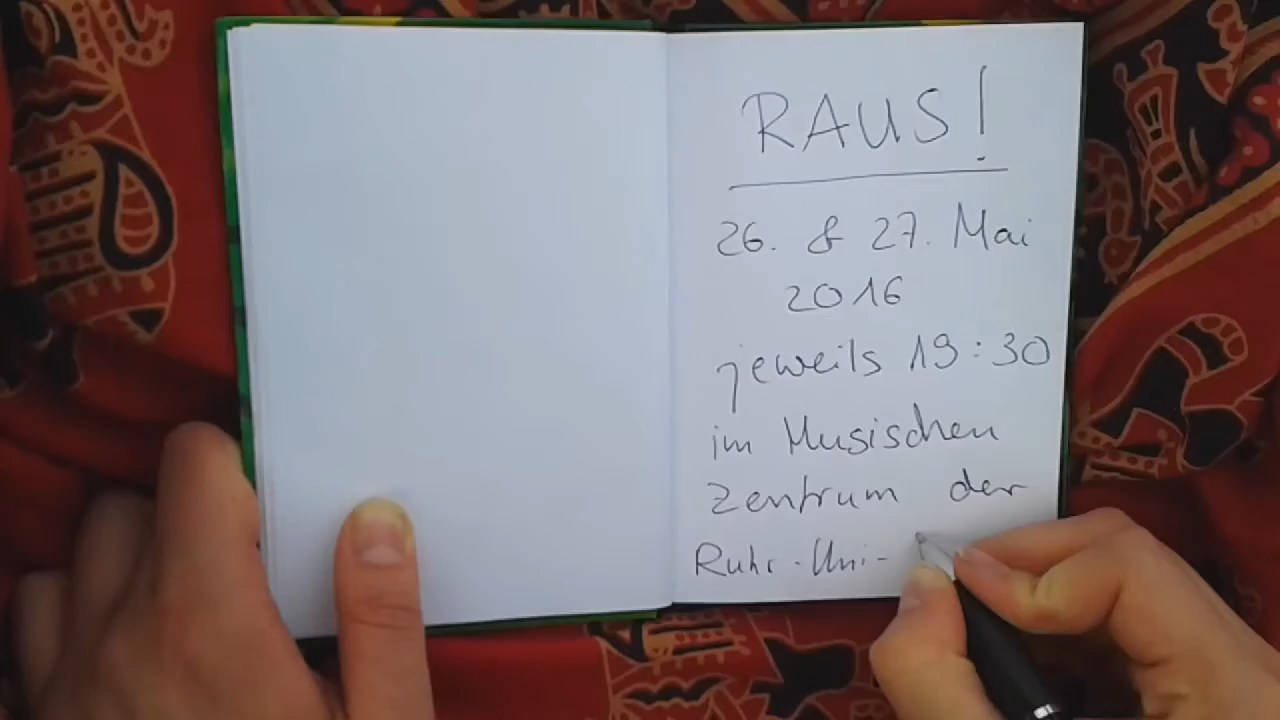 RAUS!
26. & 27. Mai
2016
jeweils 19:30
im Musischen
Zentrum der
Ruhr-Uni-